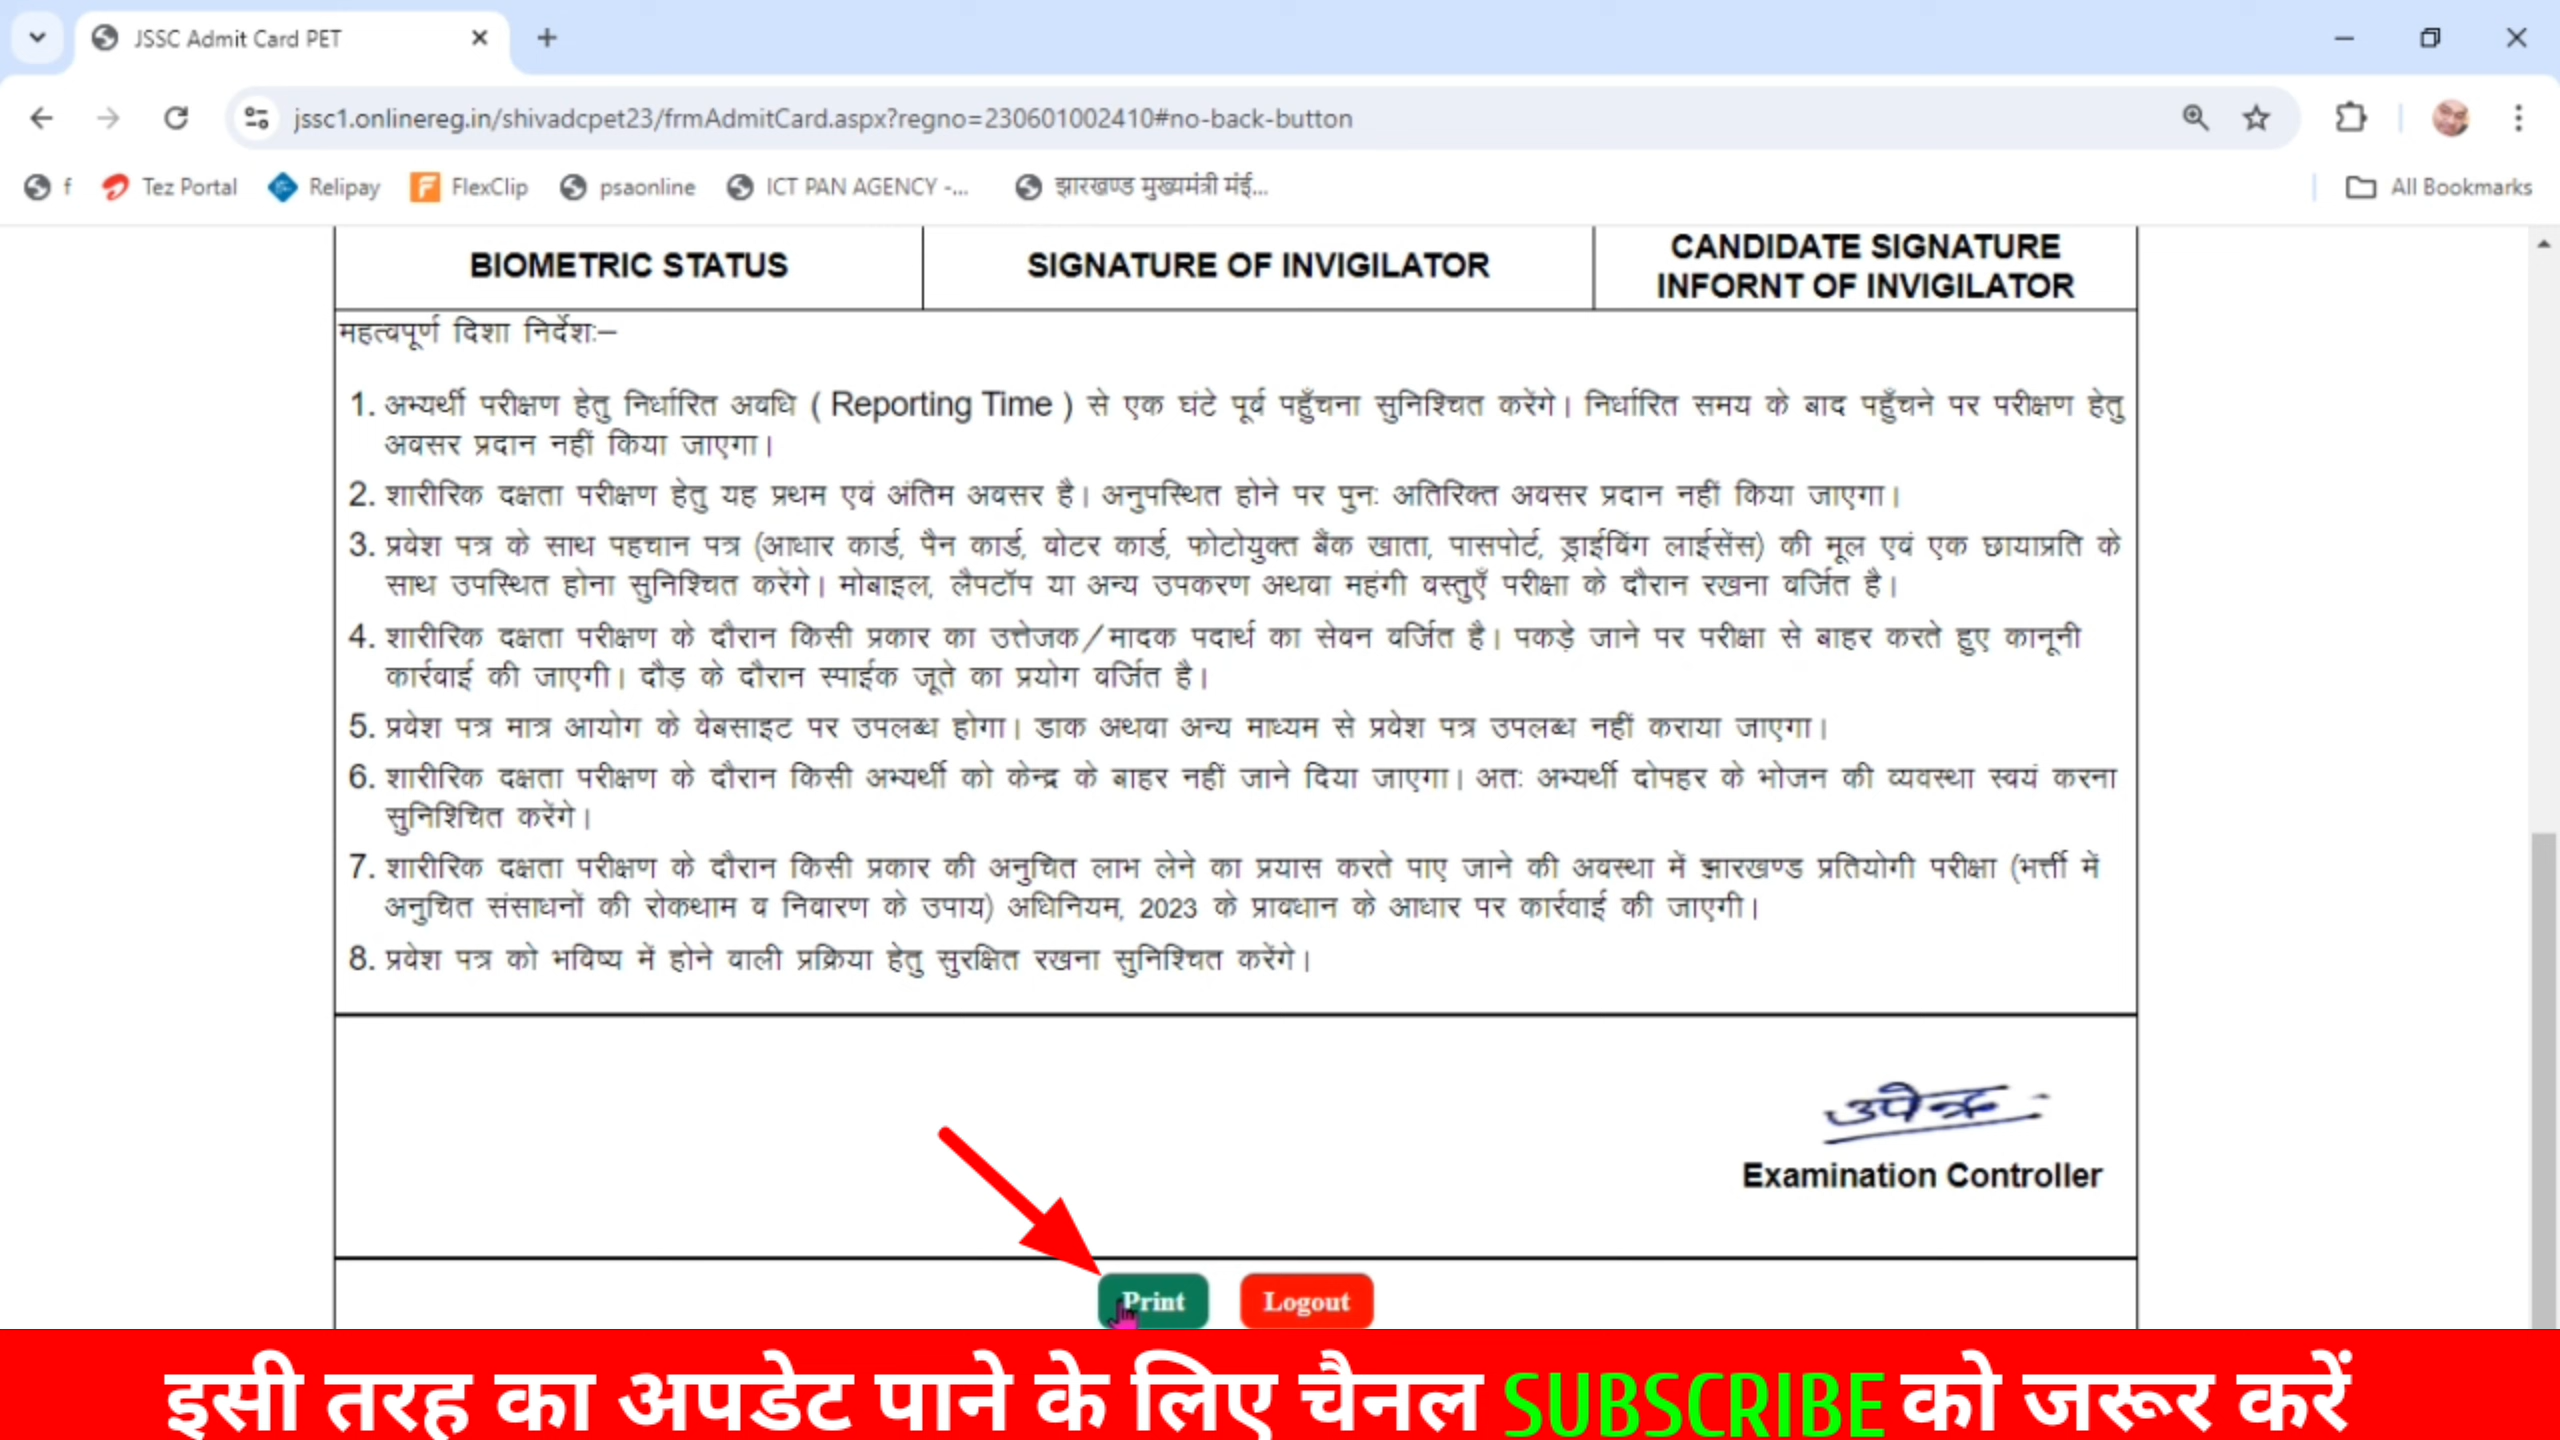 JSSC Admit Card PET
jssc1.onlinereg.in/shivadcpet23/frmAdmitCard.aspx?regno=230601002410#no-back-button
f Tez Portal Relipay FlexClip psaonline ICT PAN AGENCY -... झारखण्ड मुख्यमंत्री मंई... All Bookmarks
BIOMETRIC STATUS
SIGNATURE OF INVIGILATOR
CANDIDATE SIGNATURE
INFORNT OF INVIGILATOR
महत्वपूर्ण दिशा निर्देशः–
1. अभ्यर्थी परीक्षण हेतु निर्धारित अवधि ( Reporting Time ) से एक घंटे पूर्व पहुँचना सुनिश्चित करेंगे। निर्धारित समय के बाद पहुँचने पर परीक्षण हेतु
अवसर प्रदान नहीं किया जाएगा।
2. शारीरिक दक्षता परीक्षण हेतु यह प्रथम एवं अंतिम अवसर है। अनुपस्थित होने पर पुनः अतिरिक्त अवसर प्रदान नहीं किया जाएगा।
3. प्रवेश पत्र के साथ पहचान पत्र (आधार कार्ड, पैन कार्ड, वोटर कार्ड, फोटोयुक्त बैंक खाता, पासपोर्ट, ड्राईविंग लाईसेंस) की मूल एवं एक छायाप्रति के
साथ उपस्थित होना सुनिश्चित करेंगे। मोबाइल, लैपटॉप या अन्य उपकरण अथवा महंगी वस्तुएँ परीक्षा के दौरान रखना वर्जित है।
4. शारीरिक दक्षता परीक्षण के दौरान किसी प्रकार का उत्तेजक/मादक पदार्थ का सेवन वर्जित है। पकड़े जाने पर परीक्षा से बाहर करते हुए कानूनी
कार्रवाई की जाएगी। दौड़ के दौरान स्पाईक जूते का प्रयोग वर्जित है।
5. प्रवेश पत्र मात्र आयोग के वेबसाइट पर उपलब्ध होगा। डाक अथवा अन्य माध्यम से प्रवेश पत्र उपलब्ध नहीं कराया जाएगा।
6. शारीरिक दक्षता परीक्षण के दौरान किसी अभ्यर्थी को केन्द्र के बाहर नहीं जाने दिया जाएगा। अतः अभ्यर्थी दोपहर के भोजन की व्यवस्था स्वयं करना
सुनिशि्चित करेंगे।
7. शारीरिक दक्षता परीक्षण के दौरान किसी प्रकार की अनुचित लाभ लेने का प्रयास करते पाए जाने की अवस्था में झारखण्ड प्रतियोगी परीक्षा (भर्त्ती में
अनुचित संसाधनों की रोकथाम व निवारण के उपाय) अधिनियम, 2023 के प्रावधान के आधार पर कार्रवाई की जाएगी।
8. प्रवेश पत्र को भविष्य में होने वाली प्रक्रिया हेतु सुरक्षित रखना सुनिश्चित करेंगे।
Examination Controller
Print Logout
इसी तरह का अपडेट पाने के लिए चैनल SUBSCRIBE को जरूर करें